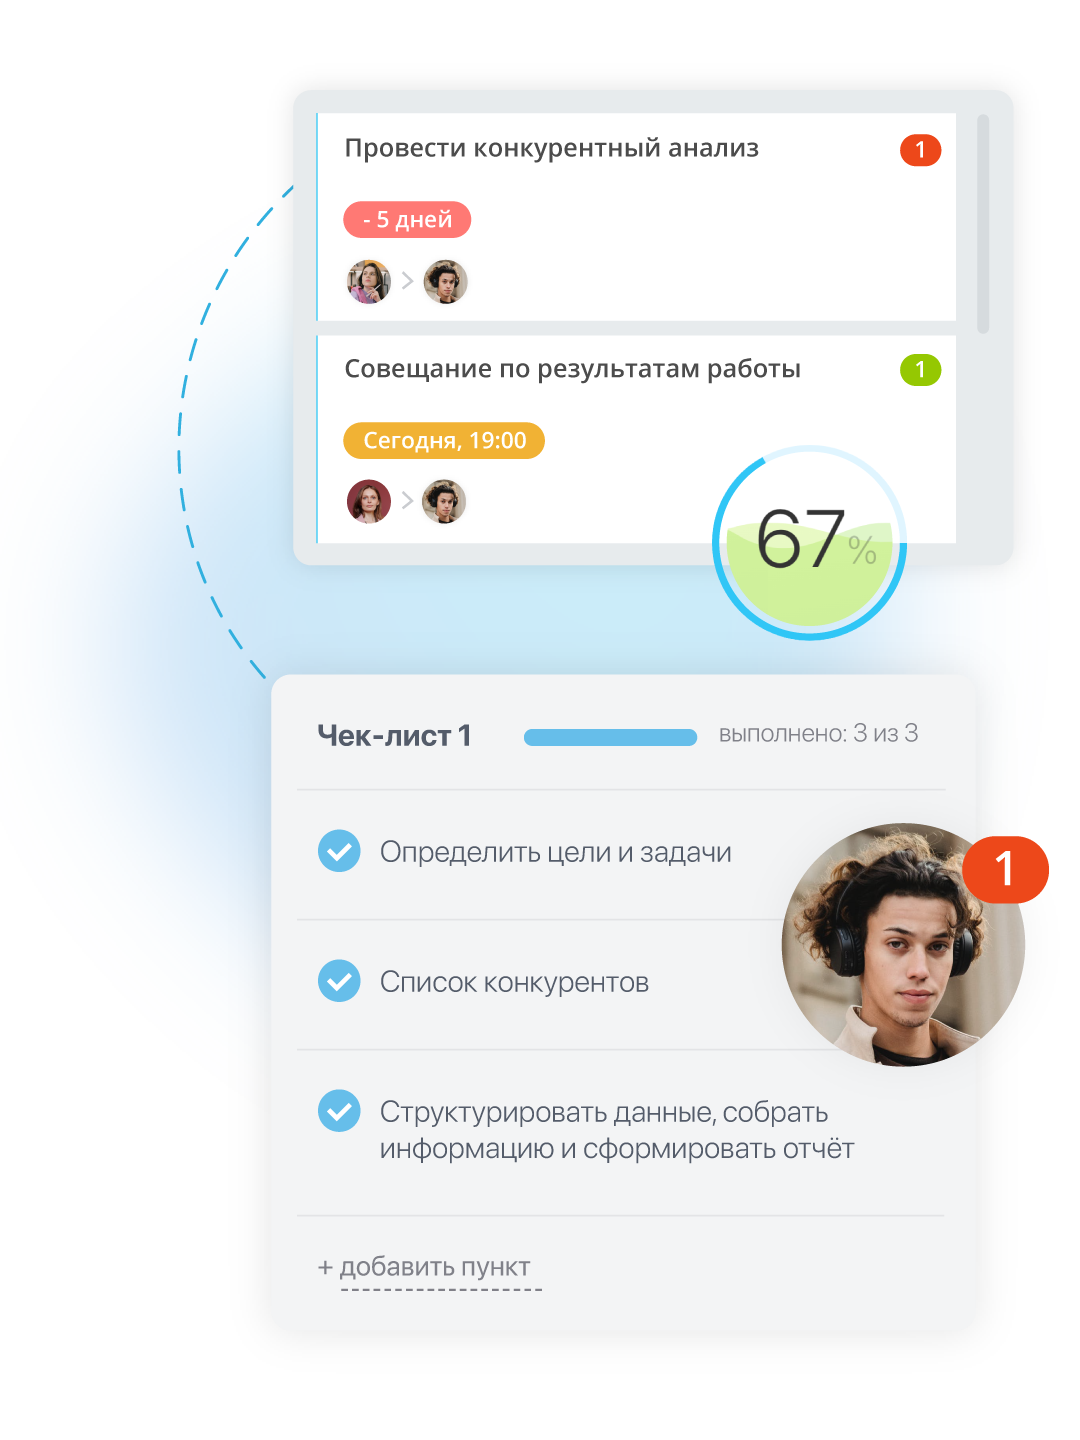 Провести конкурентный анализ
1
- 5 дней
Совещание по результатам работы
1
Сегодня, 19:00
67%
Чек-лист 1
выполнено: 3 из 3
Определить цели и задачи
1
Список конкурентов
Структурировать данные, собрать
информацию и сформировать отчёт
+ добавить пункт